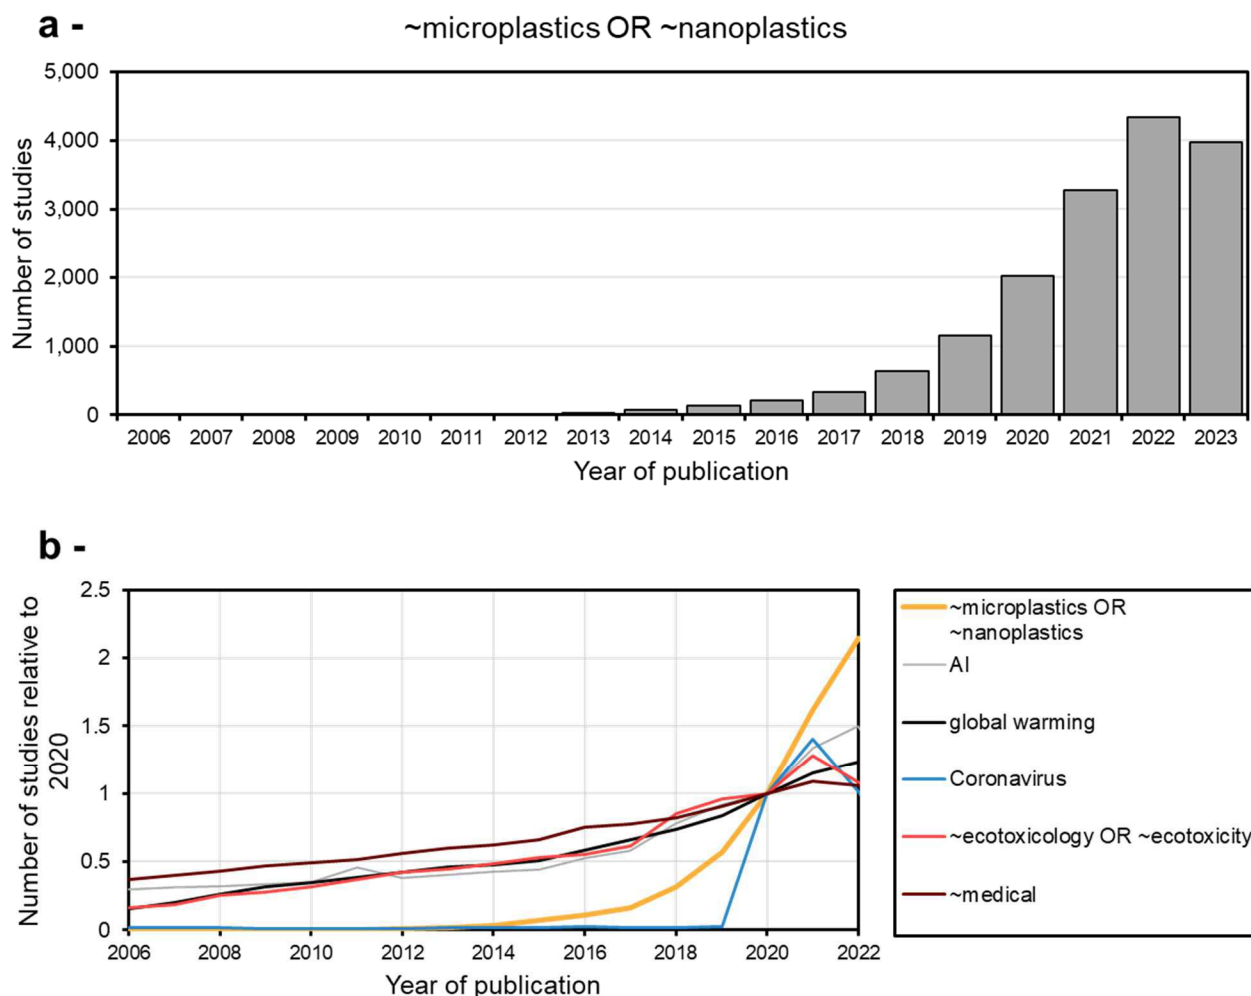 a -
~microplastics OR ~nanoplastics
5,000
4,000
3,000
2,000
1,000
0
Number of studies
2006 2007 2008 2009 2010 2011 2012 2013 2014 2015 2016 2017 2018 2019 2020 2021 2022 2023
Year of publication
b -
2.5
2
1.5
1
0.5
0
Number of studies relative to
2020
2006 2008 2010 2012 2014 2016 2018 2020 2022
Year of publication
~microplastics OR
~nanoplastics
AI
global warming
Coronavirus
~ecotoxicology OR ~ecotoxicity
~medical